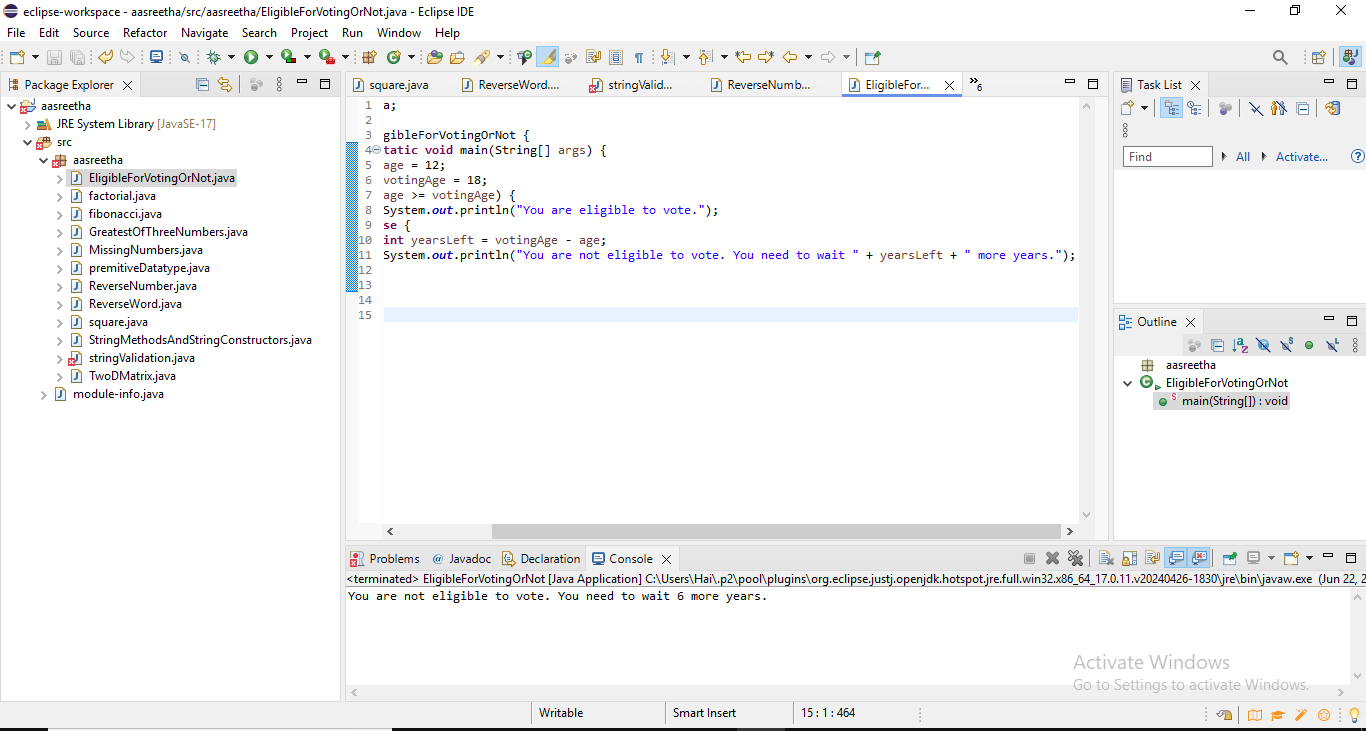 eclipse-workspace - aasreetha/src/aasreetha/EligibleForVotingOrNot.java - Eclipse IDE
File Edit Source Refactor Navigate Search Project Run Window Help
Package Explorer
aasreetha
JRE System Library [JavaSE-17]
src
aasreetha
EligibleForVotingOrNot.java
factorial.java
fibonacci.java
GreatestOfThreeNumbers.java
MissingNumbers.java
premitiveDatatype.java
ReverseNumber.java
ReverseWord.java
square.java
StringMethodsAndStringConstructors.java
stringValidation.java
TwoDMatrix.java
module-info.java
square.java ReverseWord.... stringValid... ReverseNumb... EligibleFor... »6
1 a;
2
3 gibleForVotingOrNot {
4 tatic void main(String[] args) {
5 age = 12;
6 votingAge = 18;
7 age >= votingAge) {
8 System.out.println("You are eligible to vote.");
9 se {
10 int yearsLeft = votingAge - age;
11 System.out.println("You are not eligible to vote. You need to wait " + yearsLeft + " more years.");
12
13
14
15
Task List
Find All Activate...
Outline
aasreetha
EligibleForVotingOrNot
main(String[]) : void
Problems Javadoc Declaration Console
<terminated> EligibleForVotingOrNot [Java Application] C:\Users\Hai\.p2\pool\plugins\org.eclipse.justj.openjdk.hotspot.jre.full.win32.x86_64_17.0.11.v20240426-1830\jre\bin\javaw.exe (Jun 22, 2
You are not eligible to vote. You need to wait 6 more years.
Activate Windows
Go to Settings to activate Windows.
Writable Smart Insert 15 : 1 : 464